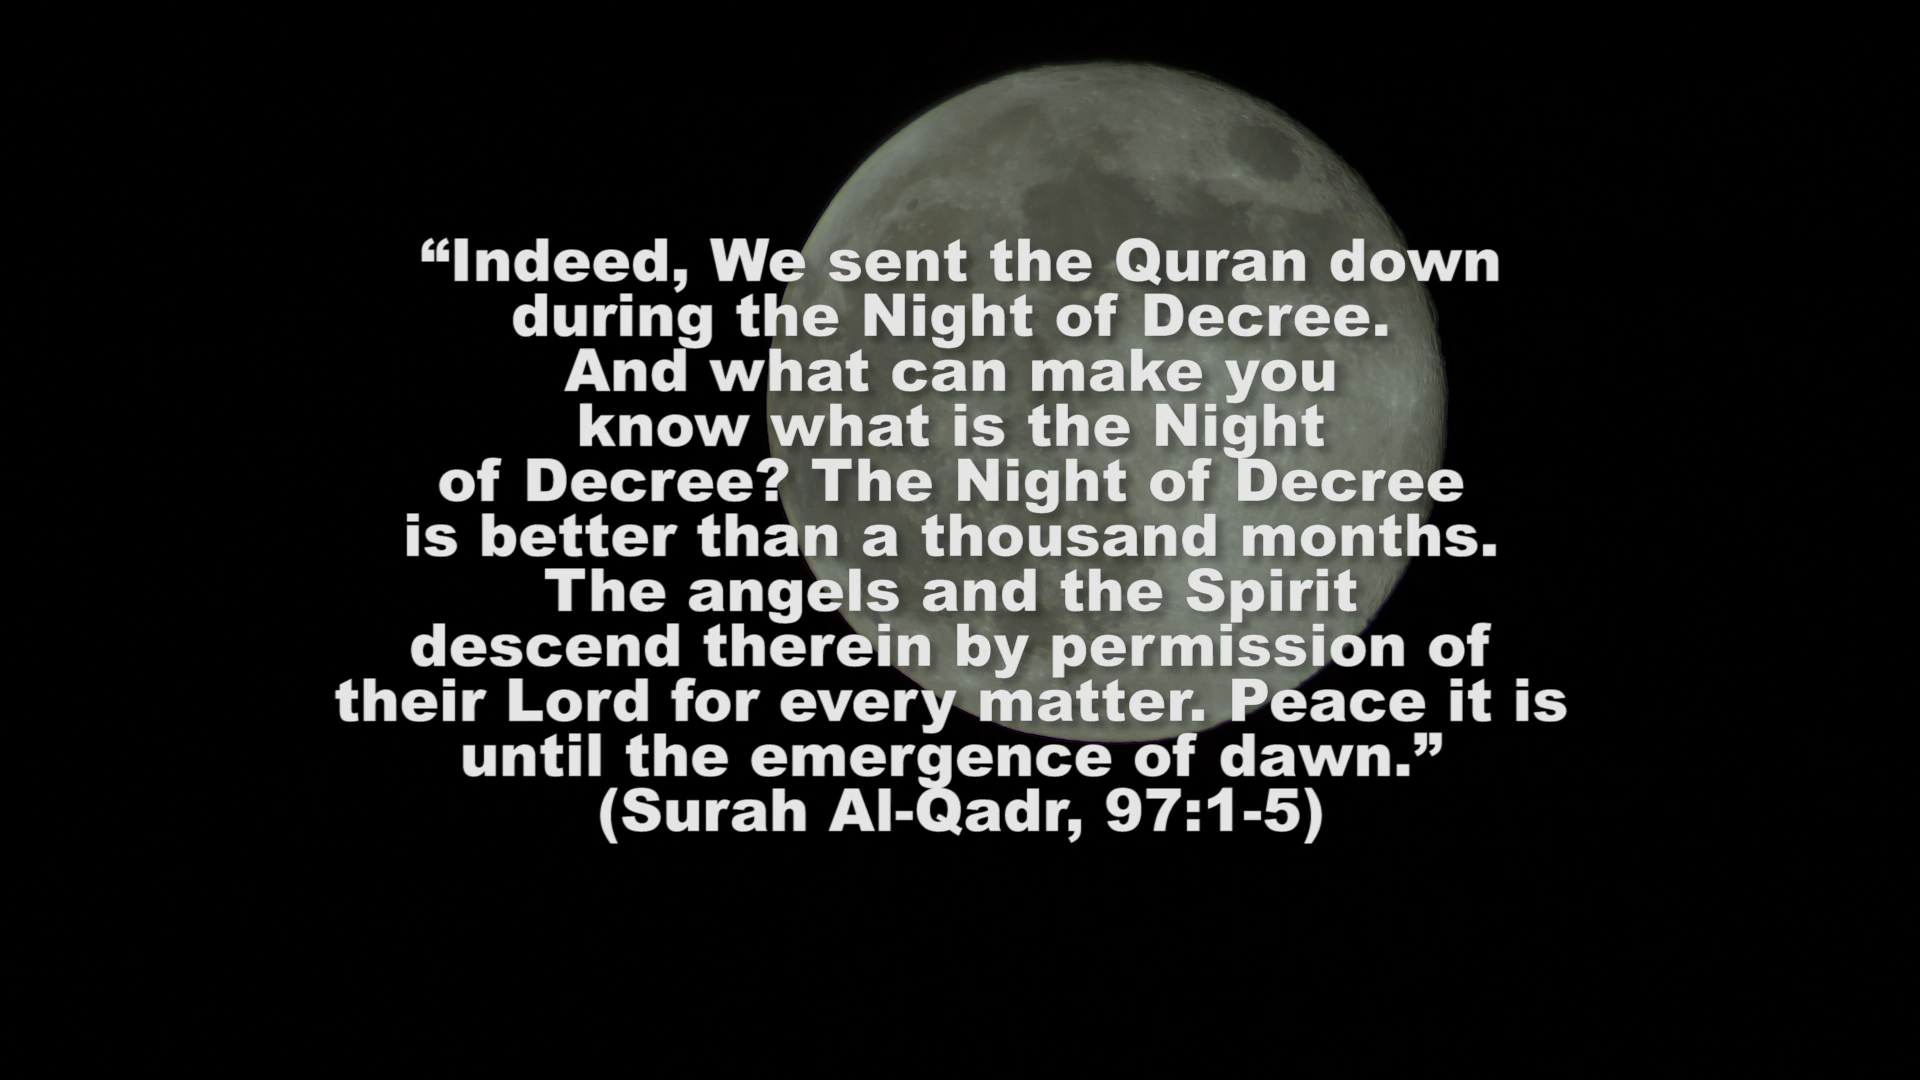 “Indeed, We sent the Quran down
during the Night of Decree.
And what can make you
know what is the Night
of Decree? The Night of Decree
is better than a thousand months.
The angels and the Spirit
descend therein by permission of
their Lord for every matter. Peace it is
until the emergence of dawn.”
(Surah Al-Qadr, 97:1-5)